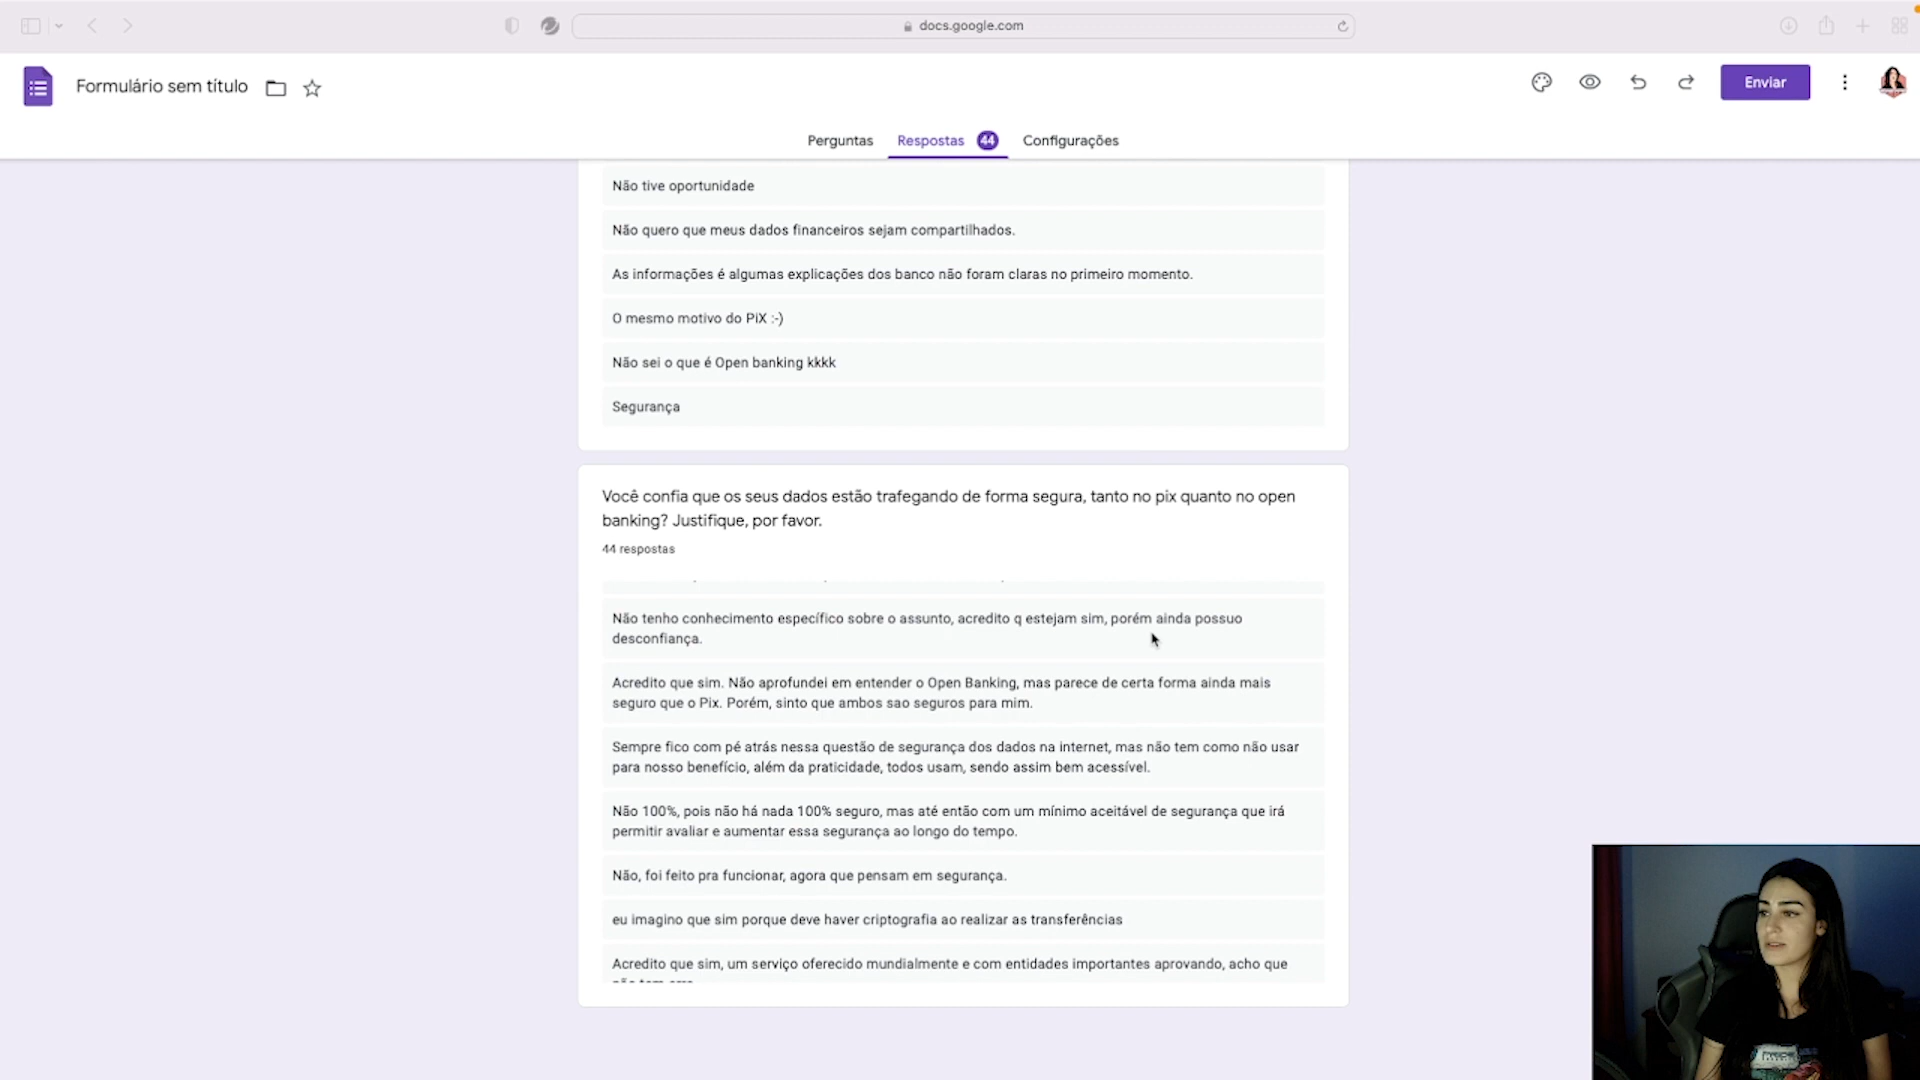 docs.google.com
Formulário sem título
Enviar
Perguntas
Respostas 44
Configurações
Não tive oportunidade
Não quero que meus dados financeiros sejam compartilhados.
As informações é algumas explicações dos banco não foram claras no primeiro momento.
O mesmo motivo do PiX :-)
Não sei o que é Open banking kkkk
Segurança
Você confia que os seus dados estão trafegando de forma segura, tanto no pix quanto no open
banking? Justifique, por favor.
44 respostas
Não tenho conhecimento específico sobre o assunto, acredito q estejam sim, porém ainda possuo
desconfiança.
Acredito que sim. Não aprofundei em entender o Open Banking, mas parece de certa forma ainda mais
seguro que o Pix. Porém, sinto que ambos sao seguros para mim.
Sempre fico com pé atrás nessa questão de segurança dos dados na internet, mas não tem como não usar
para nosso benefício, além da praticidade, todos usam, sendo assim bem acessível.
Não 100%, pois não há nada 100% seguro, mas até então com um mínimo aceitável de segurança que irá
permitir avaliar e aumentar essa segurança ao longo do tempo.
Não, foi feito pra funcionar, agora que pensam em segurança.
eu imagino que sim porque deve haver criptografia ao realizar as transferências
Acredito que sim, um serviço oferecido mundialmente e com entidades importantes aprovando, acho que